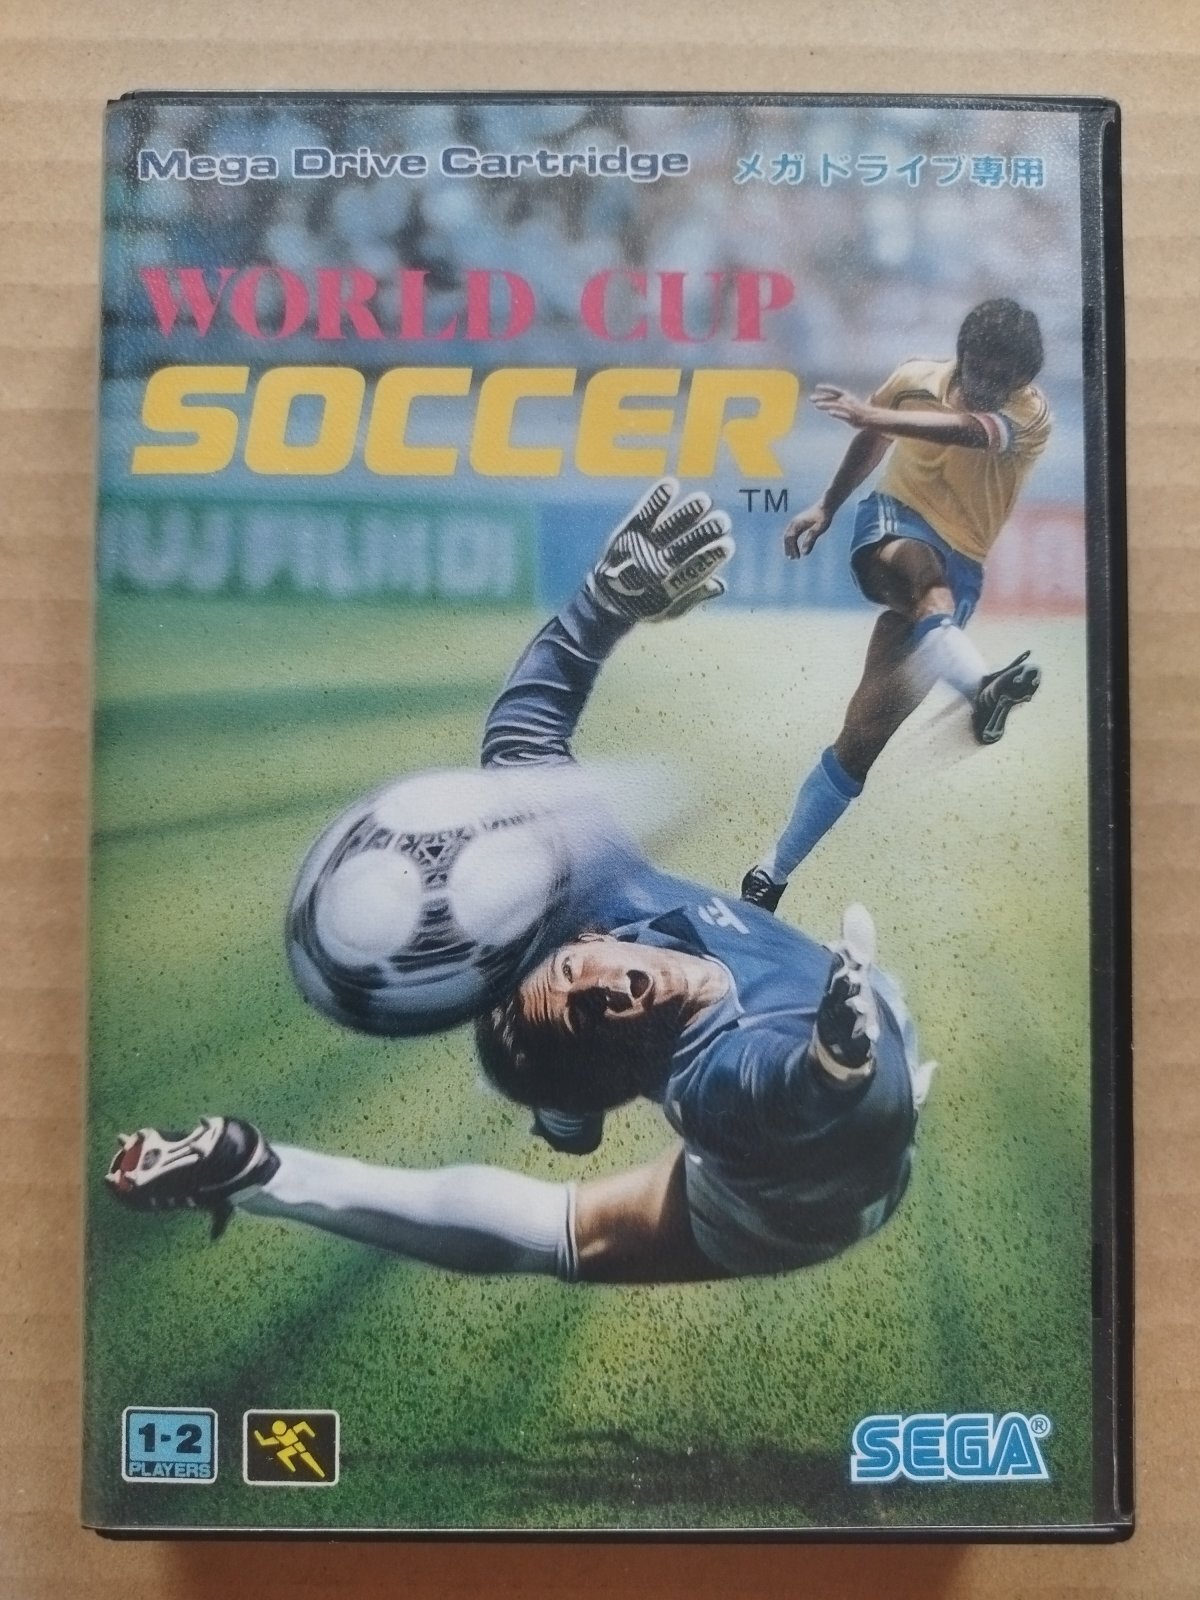 Mega Drive Cartridge メガドライブ専用
WORLD CUP
SOCCER
TM
1-2
PLAYERS
SEGA®